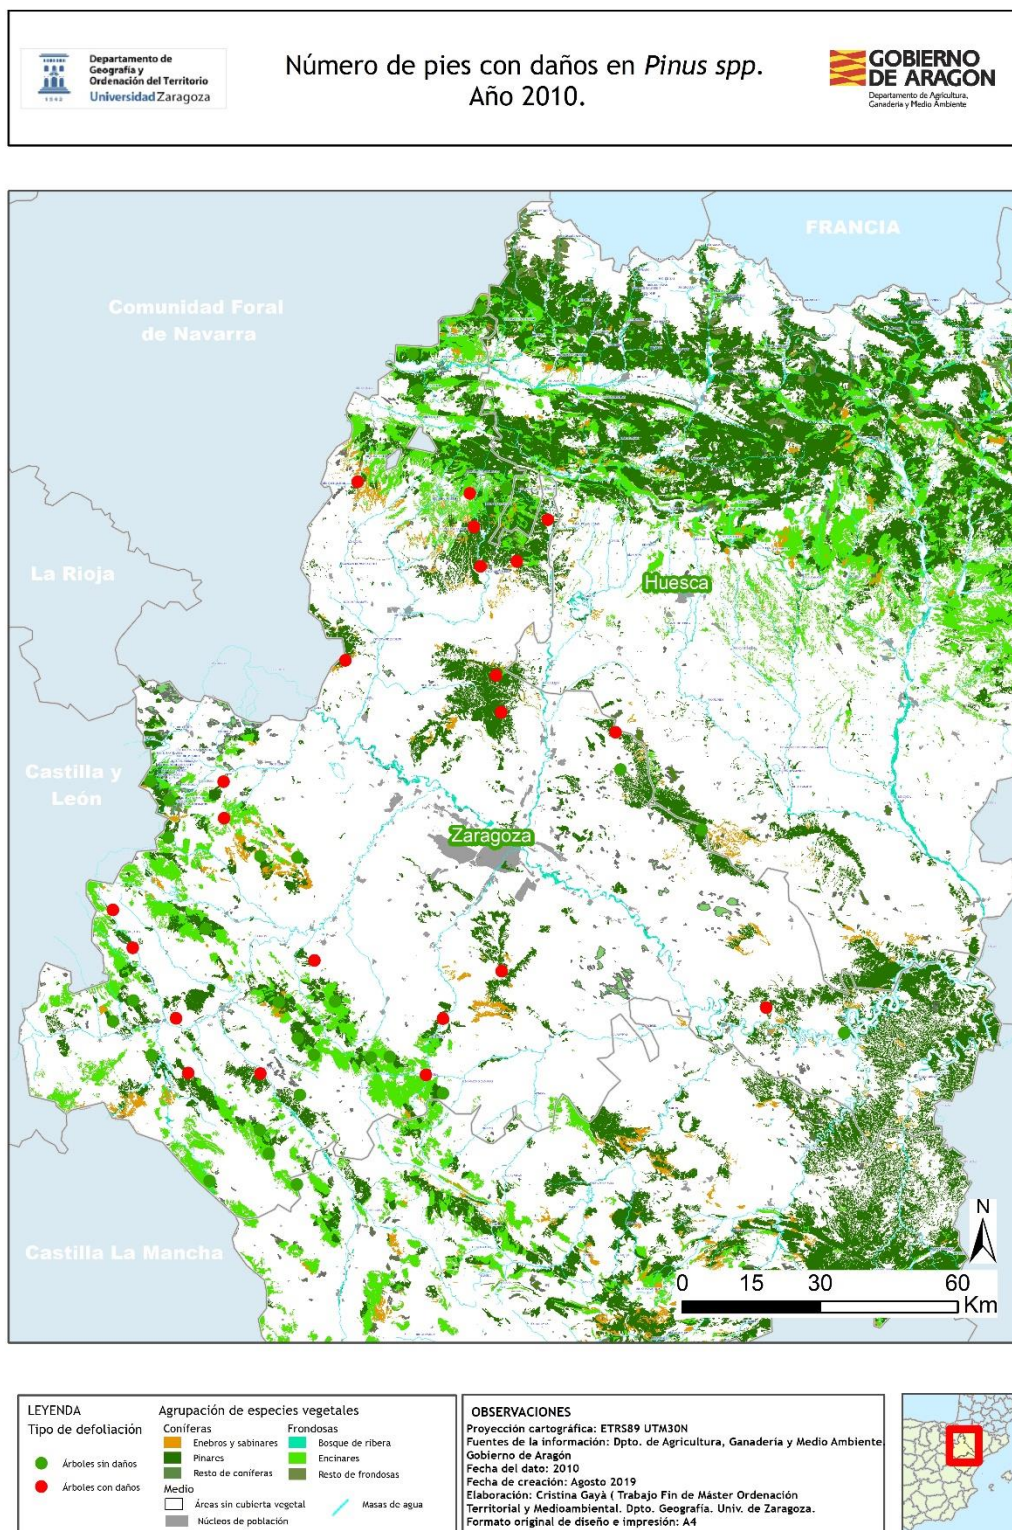 Departamento de
Geografía y
Ordenación del Territorio
Universidad Zaragoza
1542
Número de pies con daños en Pinus spp.
Año 2010.
GOBIERNO
DE ARAGON
Departamento de Agricultura,
Ganadería y Medio Ambiente
FRANCIA
Comunidad Foral
de Navarra
La Rioja
Huesca
Castilla y
León
Zaragoza
Castilla La Mancha
N
0 15 30 60
Km
LEYENDA
Tipo de defoliación
Árboles sin daños
Árboles con daños
Agrupación de especies vegetales
Coníferas
Enebros y sabinares
Pinares
Resto de coníferas
Frondosas
Bosque de ribera
Encinares
Resto de frondosas
Medio
Áreas sin cubierta vegetal
Núcleos de población
Masas de agua
OBSERVACIONES
Proyección cartográfica: ETRS89 UTM30N
Fuentes de la información: Dpto. de Agricultura, Ganadería y Medio Ambiente.
Gobierno de Aragón
Fecha del dato: 2010
Fecha de creación: Agosto 2019
Elaboración: Cristina Gayà ( Trabajo Fin de Máster Ordenación
Territorial y Medioambiental. Dpto. Geografía. Univ. de Zaragoza.
Formato original de diseño e impresión: A4